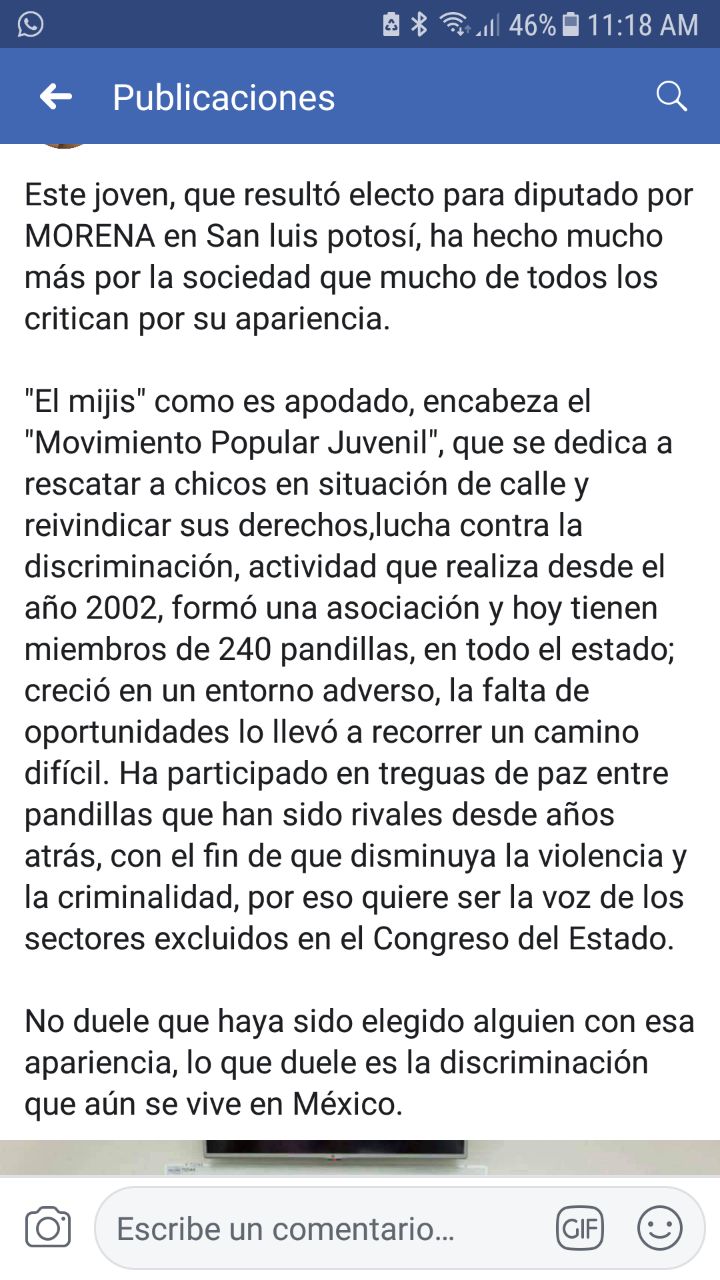 46% 11:18 AM
Publicaciones
Este joven, que resultó electo para diputado por
MORENA en San luis potosí, ha hecho mucho
más por la sociedad que mucho de todos los
critican por su apariencia.
"El mijis" como es apodado, encabeza el
"Movimiento Popular Juvenil", que se dedica a
rescatar a chicos en situación de calle y
reivindicar sus derechos,lucha contra la
discriminación, actividad que realiza desde el
año 2002, formó una asociación y hoy tienen
miembros de 240 pandillas, en todo el estado;
creció en un entorno adverso, la falta de
oportunidades lo llevó a recorrer un camino
difícil. Ha participado en treguas de paz entre
pandillas que han sido rivales desde años
atrás, con el fin de que disminuya la violencia y
la criminalidad, por eso quiere ser la voz de los
sectores excluidos en el Congreso del Estado.
No duele que haya sido elegido alguien con esa
apariencia, lo que duele es la discriminación
que aún se vive en México.
Escribe un comentario... GIF